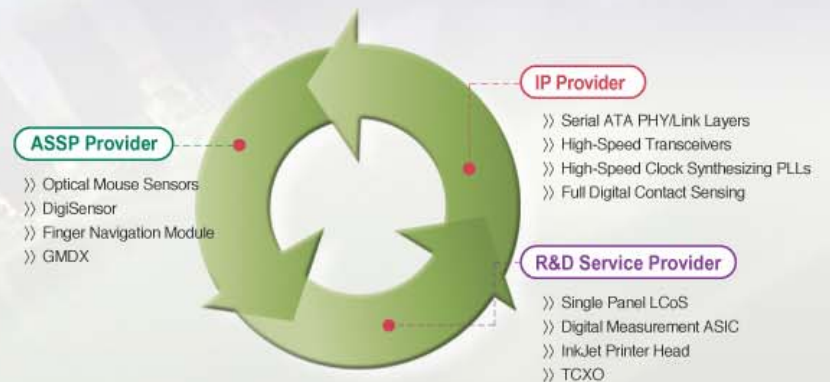 ASSP Provider
》 Optical Mouse Sensors
》 DigiSensor
》 Finger Navigation Module
》 GMDX
IP Provider
》 Serial ATA PHY/Link Layers
》 High-Speed Transceivers
》 High-Speed Clock Synthesizing PLLs
》 Full Digital Contact Sensing
R&D Service Provider
》 Single Panel LCoS
》 Digital Measurement ASIC
》 InkJet Printer Head
》 TCXO